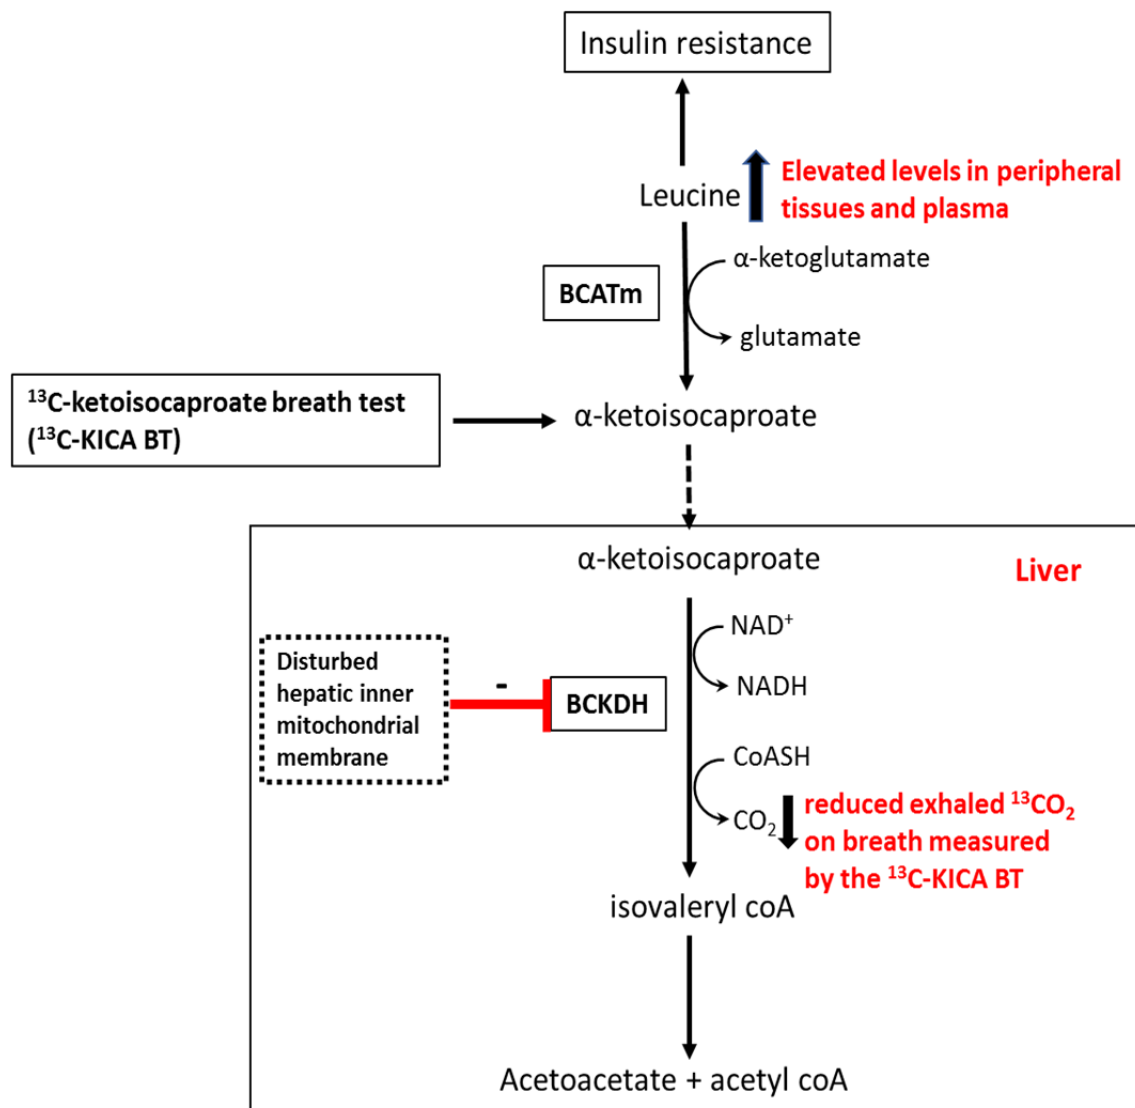 Insulin resistance
Leucine
Elevated levels in peripheral
tissues and plasma
α-ketoglutamate
BCATm
glutamate
¹³C-ketoisocaproate breath test
(¹³C-KICA BT)
α-ketoisocaproate
α-ketoisocaproate
Liver
NAD⁺
NADH
Disturbed
hepatic inner
mitochondrial
membrane
-
BCKDH
CoASH
CO₂
reduced exhaled ¹³CO₂
on breath measured
by the ¹³C-KICA BT
isovaleryl coA
Acetoacetate + acetyl coA